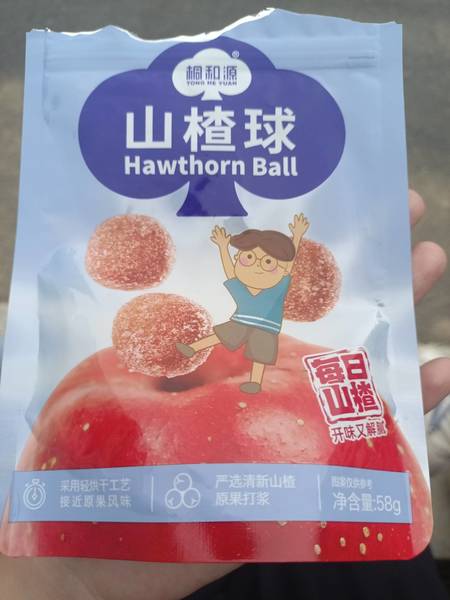 桐和源®
TONG HE YUAN
山楂球
Hawthorn Ball
每日
山楂
开味又解腻
采用轻烘干工艺
接近原果风味
严选清新山楂
原果打浆
图案仅供参考
净含量:58g